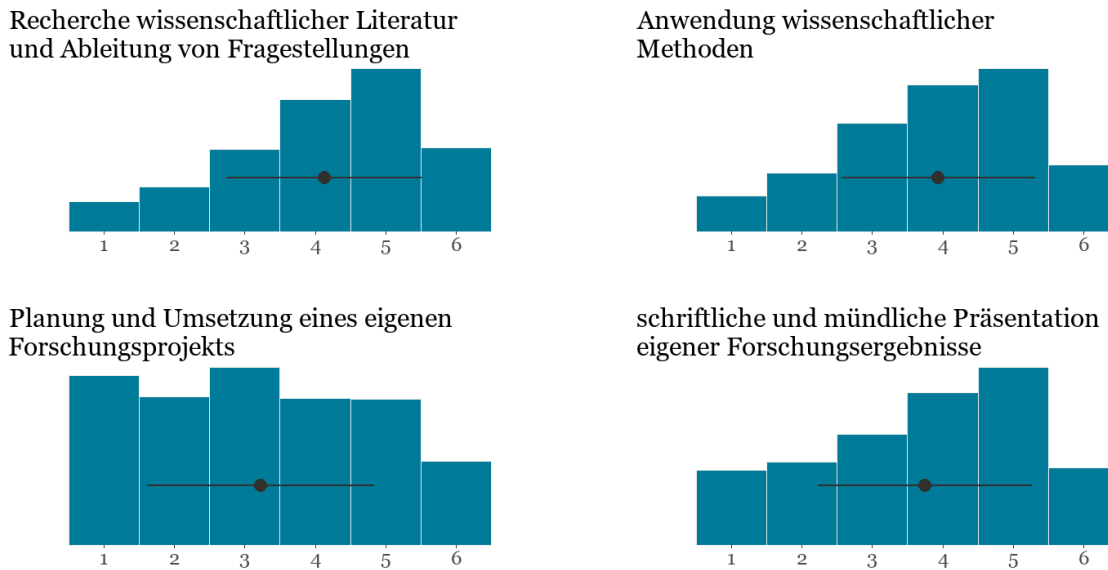 Recherche wissenschaftlicher Literatur
und Ableitung von Fragestellungen
1 2 3 4 5 6
Anwendung wissenschaftlicher
Methoden
1 2 3 4 5 6
Planung und Umsetzung eines eigenen
Forschungsprojekts
1 2 3 4 5 6
schriftliche und mündliche Präsentation
eigener Forschungsergebnisse
1 2 3 4 5 6